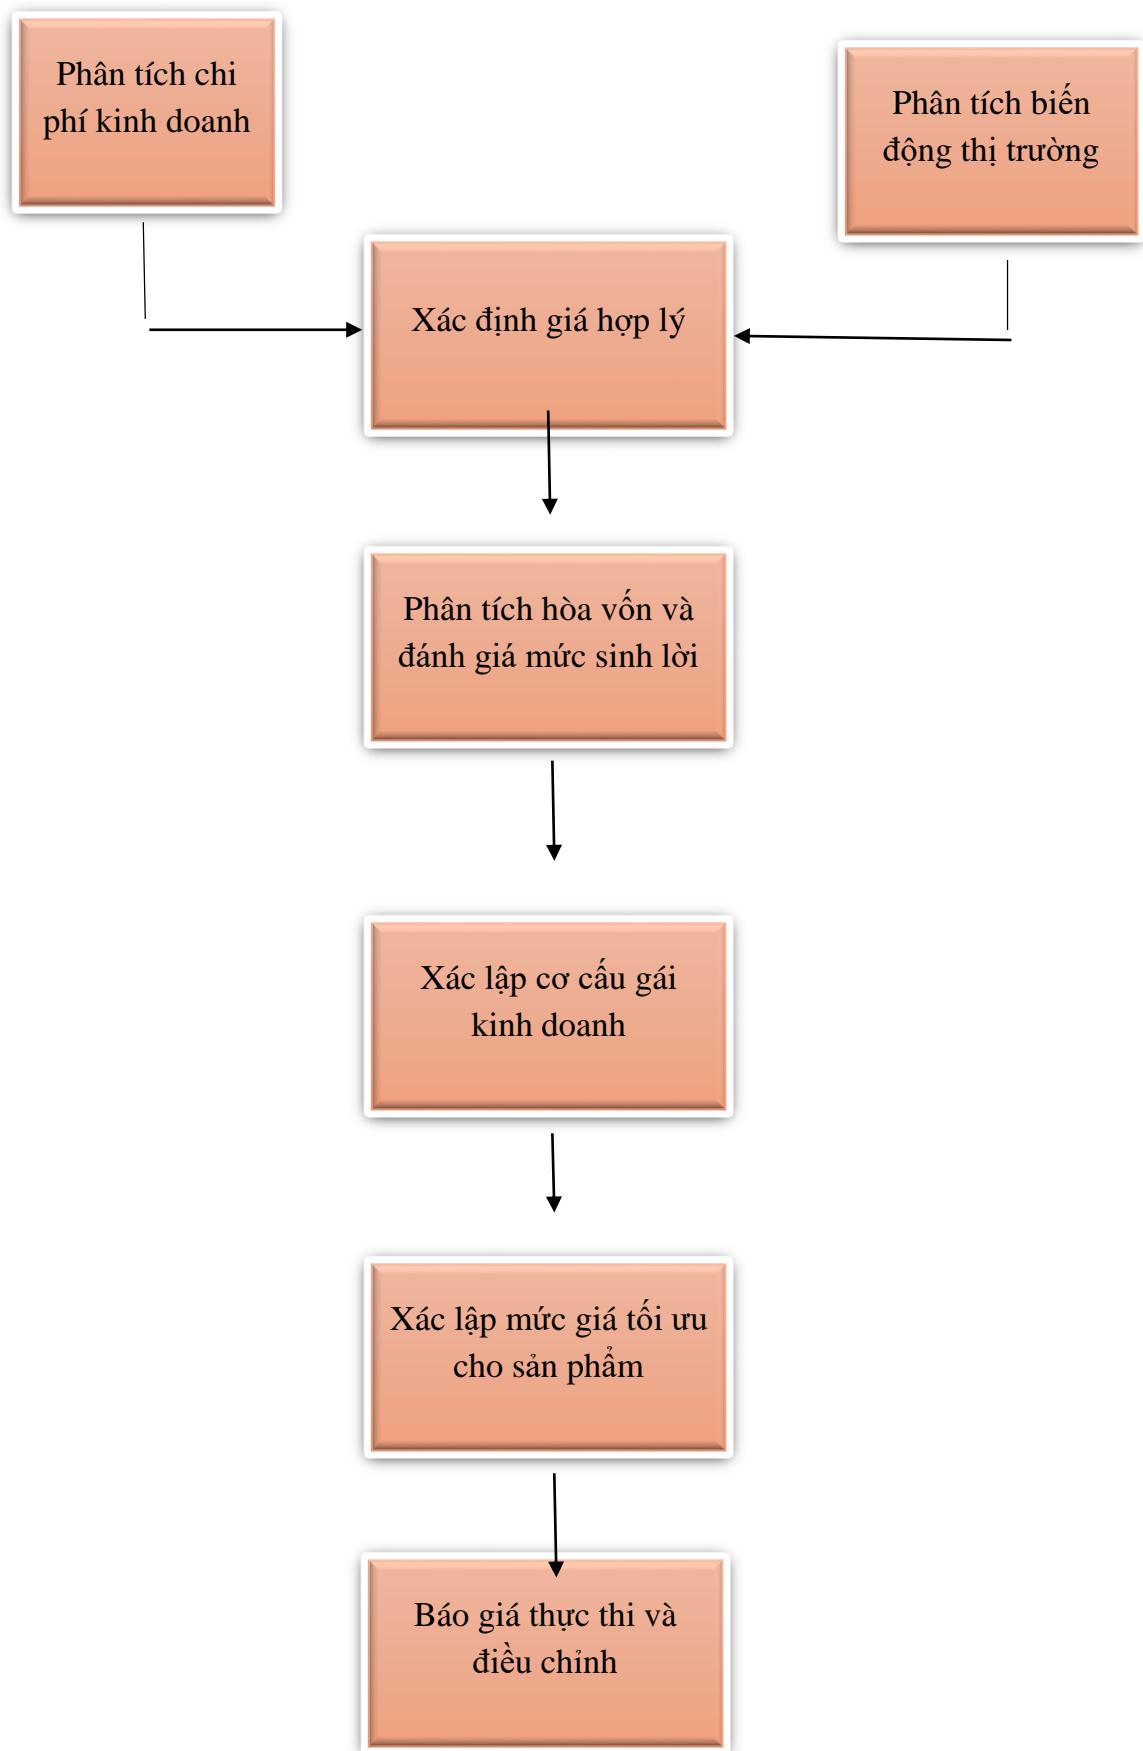 Phân tích chi
phí kinh doanh
Phân tích biến
động thị trường
Xác định giá hợp lý
Phân tích hòa vốn và
đánh giá mức sinh lời
Xác lập cơ cấu gái
kinh doanh
Xác lập mức giá tối ưu
cho sản phẩm
Báo giá thực thi và
điều chỉnh